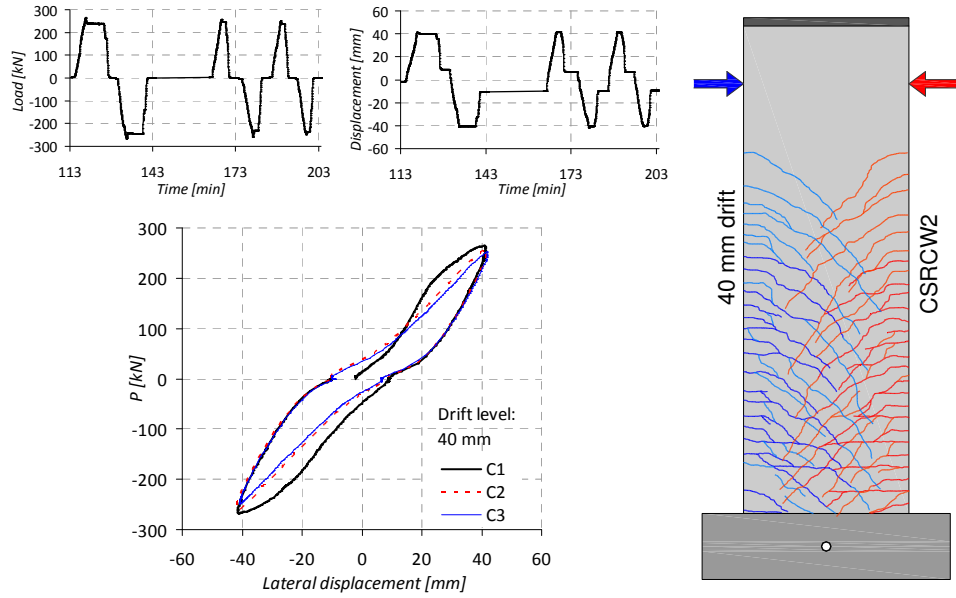 300
200
100
0
-100
-200
-300
Load [kN]
113
143
173
203
Time [min]
60
40
20
0
-20
-40
-60
Displacement [mm]
113
143
173
203
Time [min]
300
200
100
0
-100
-200
-300
P [kN]
-60
-40
-20
0
20
40
60
Lateral displacement [mm]
Drift level:
40 mm
C1
C2
C3
40 mm drift
CSRCW2